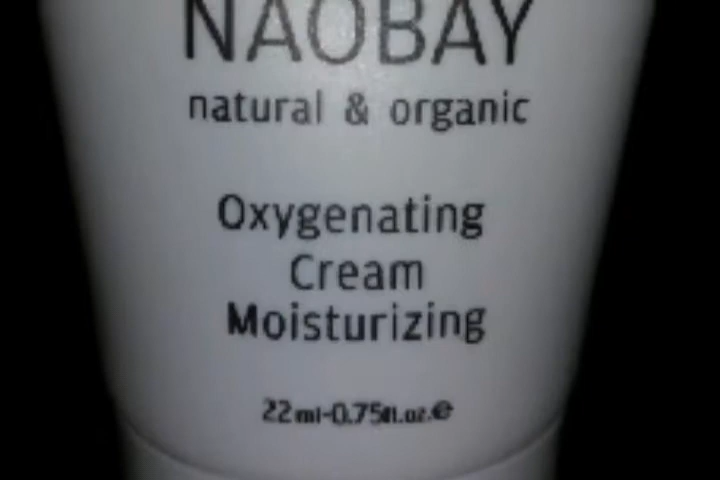 NAOBAY
natural & organic
Oxygenating
Cream
Moisturizing
22ml-0.75fl.oz.e